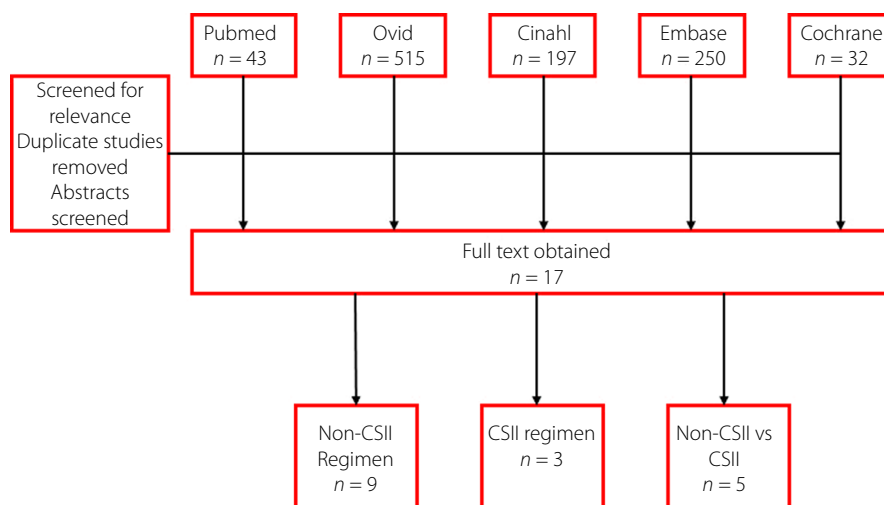 Pubmed
n = 43
Ovid
n = 515
Cinahl
n = 197
Embase
n = 250
Cochrane
n = 32
Screened for
relevance
Duplicate studies
removed
Abstracts
screened
Full text obtained
n = 17
Non-CSII
Regimen
n = 9
CSII regimen
n = 3
Non-CSII vs
CSII
n = 5